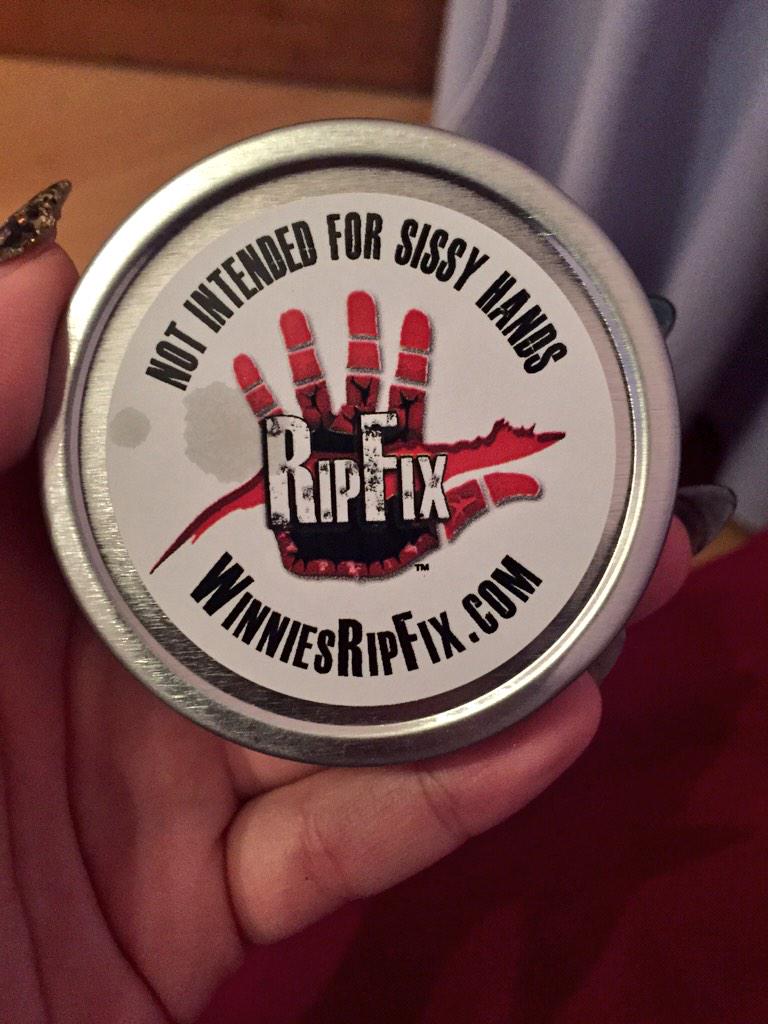 NOT INTENDED FOR SISSY HANDS
RIPFIX
™
WINNIESRIPFIX.COM